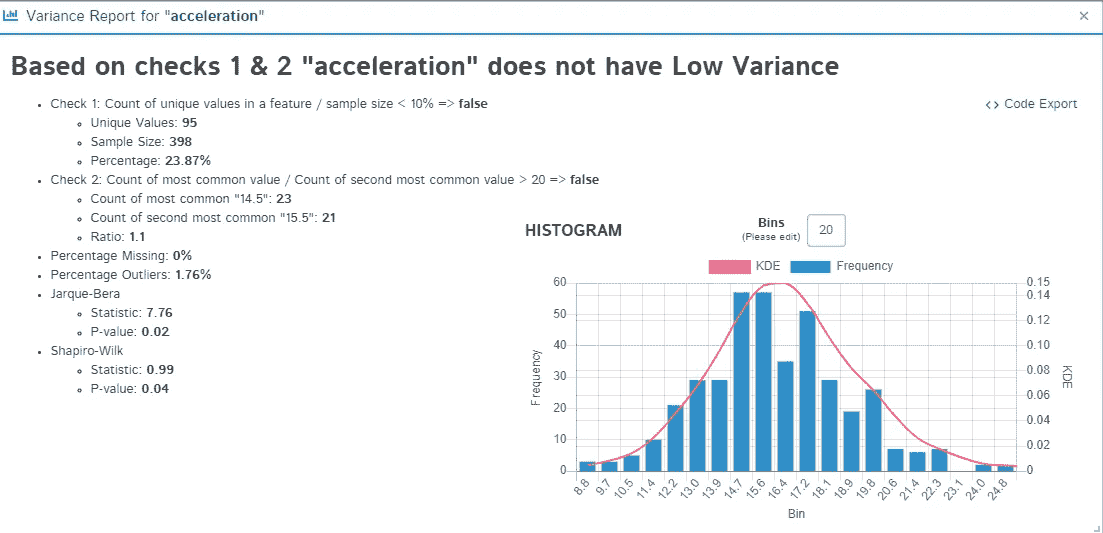 Variance Report for "acceleration"
×
Based on checks 1 & 2 "acceleration" does not have Low Variance
Check 1: Count of unique values in a feature / sample size < 10% => false
Unique Values: 95
Sample Size: 398
Percentage: 23.87%
Check 2: Count of most common value / Count of second most common value > 20 => false
Count of most common "14.5": 23
Count of second most common "15.5": 21
Ratio: 1.1
Percentage Missing: 0%
Percentage Outliers: 1.76%
Jarque-Bera
Statistic: 7.76
P-value: 0.02
Shapiro-Wilk
Statistic: 0.99
P-value: 0.04
<> Code Export
HISTOGRAM
Bins
(Please edit)
20
KDE Frequency
60
50
40
30
20
10
0
Frequency
0.15
0.14
0.12
0.10
0.08
0.06
0.04
0.02
0
KDE
8.8 9.7 10.5 11.4 12.2 13.0 13.9 14.7 15.6 16.4 17.2 18.1 18.9 19.8 20.6 21.4 22.3 23.1 24.0 24.8
Bin